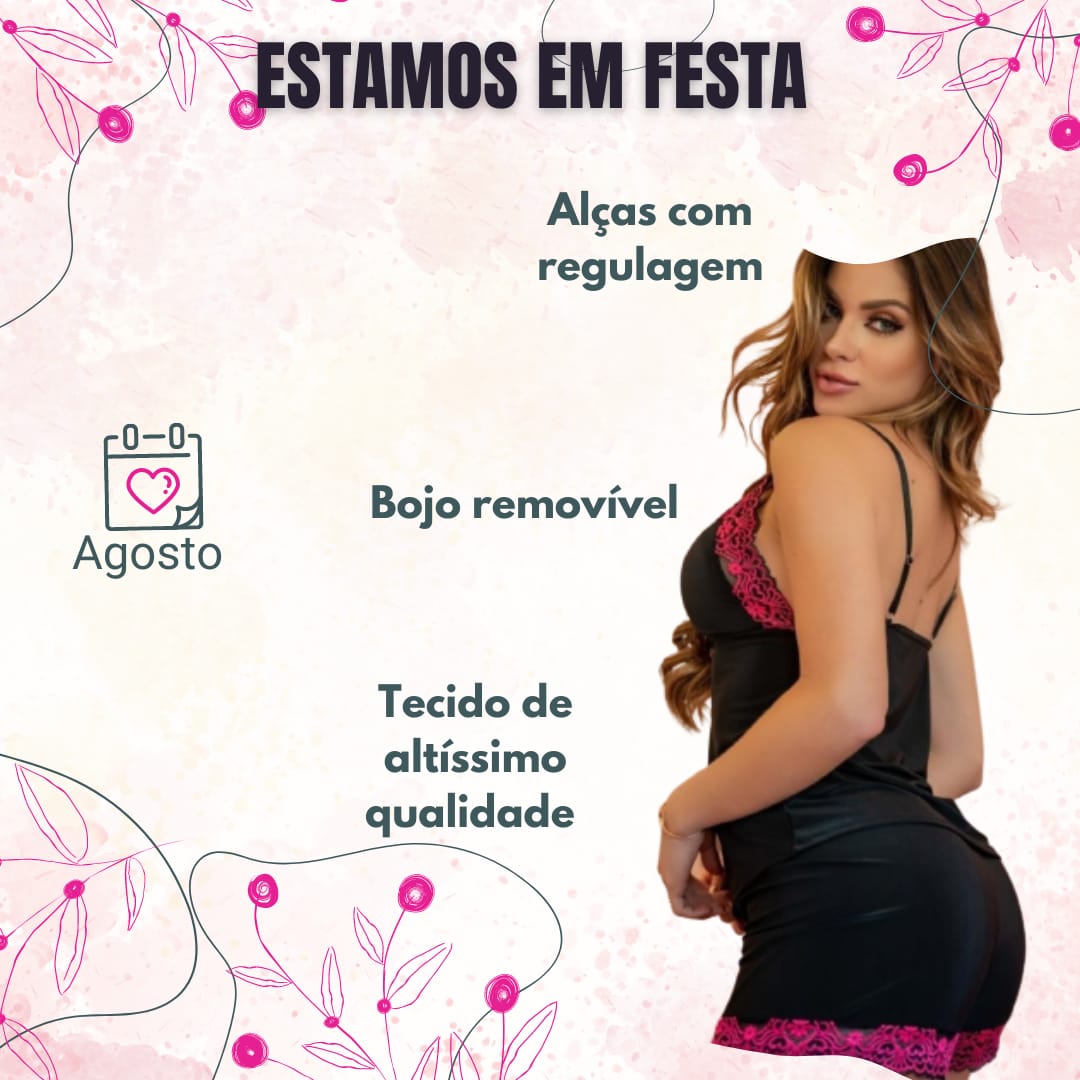 ESTAMOS EM FESTA
Alças com
regulagem
Bojo removível
Agosto
Tecido de
altíssimo
qualidade